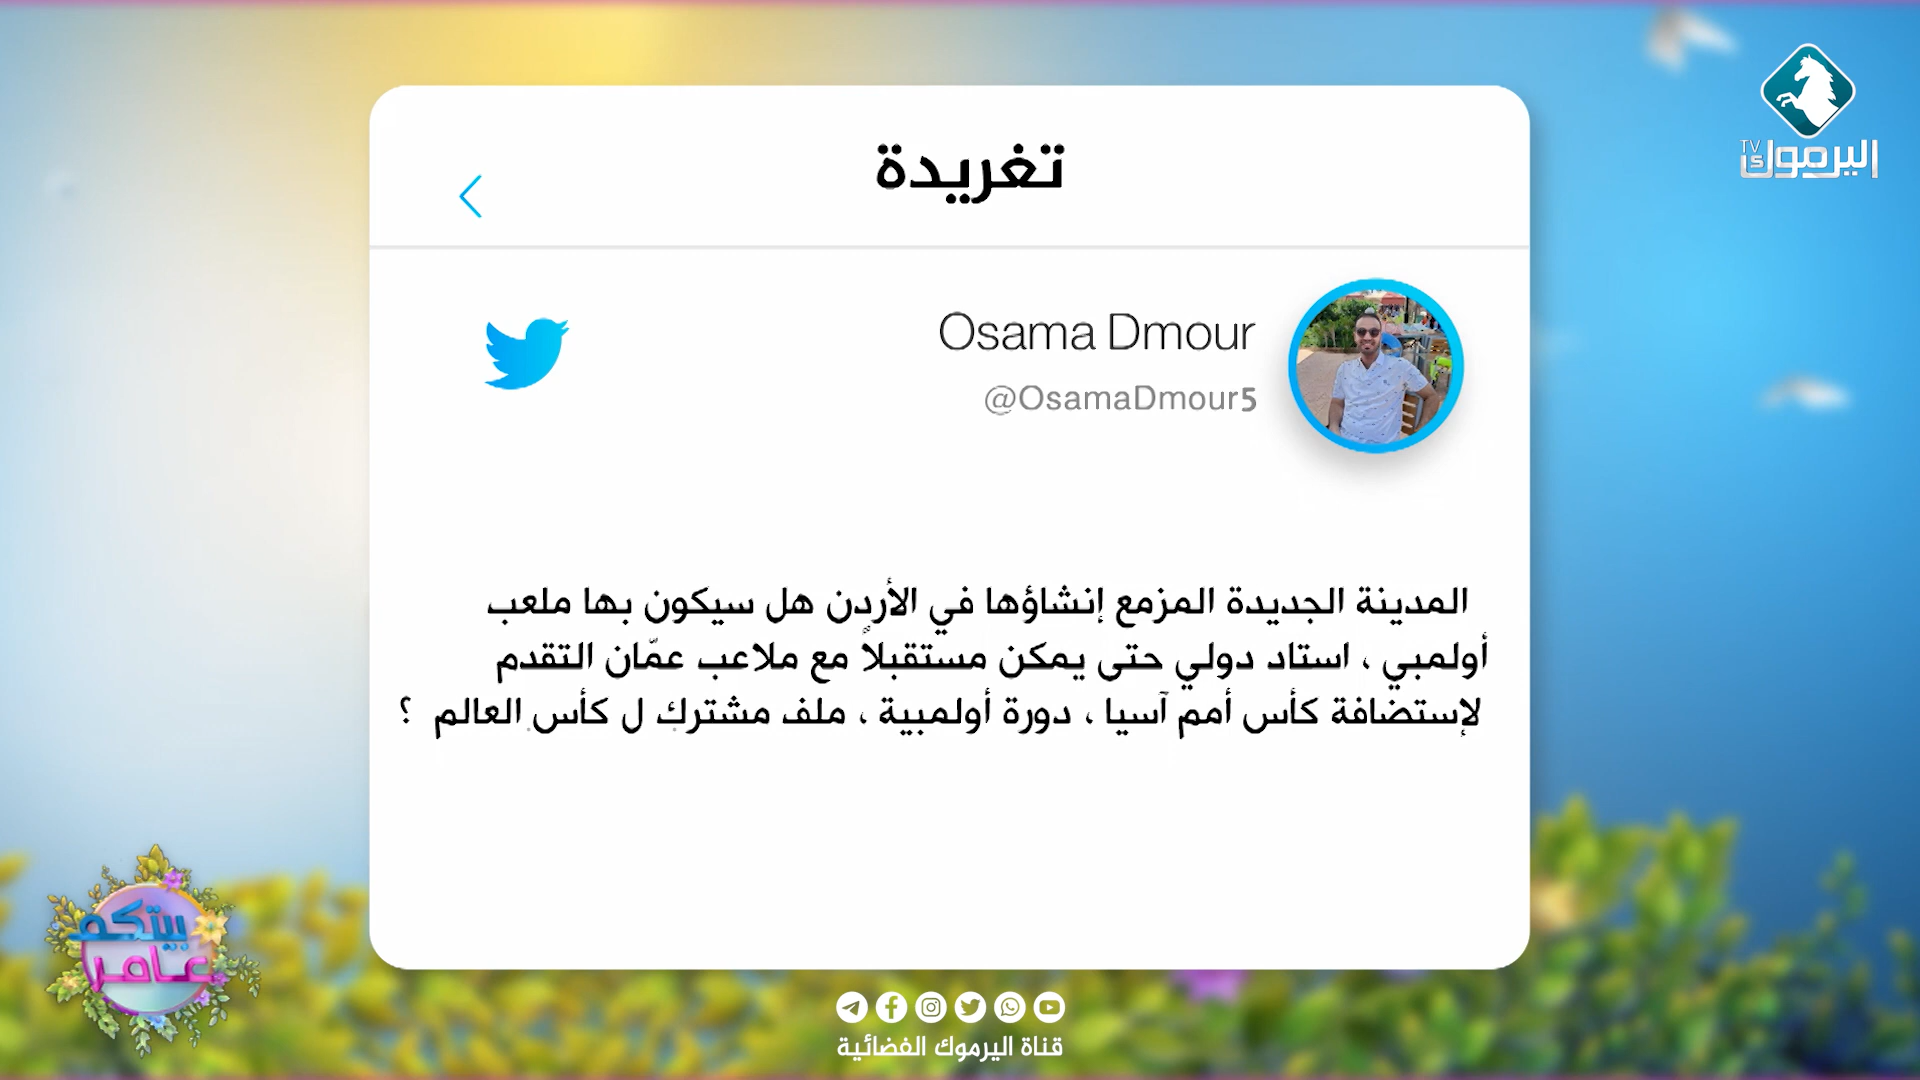 اليرموك
TV
تغريدة
Osama Dmour
@OsamaDmour5
المدينة الجديدة المزمع إنشاؤها في الأردن هل سيكون بها ملعب
أولمبي ، استاد دولي حتى يمكن مستقبلاً مع ملاعب عمّان التقدم
لإستضافة كأس أمم آسيا ، دورة أولمبية ، ملف مشترك ل كأس العالم ؟
بيتكم
عامر
قناة اليرموك الفضائية